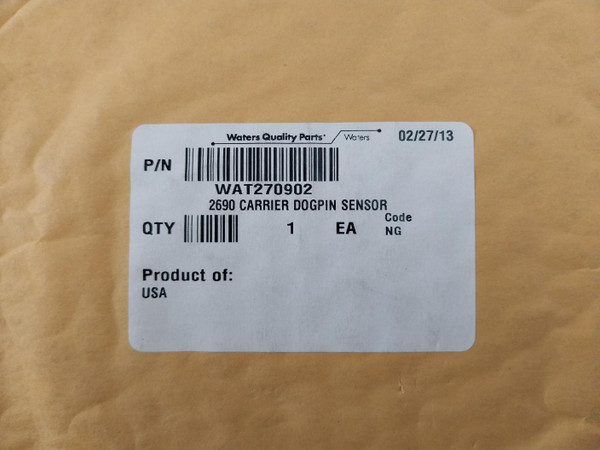 Waters Quality Parts Waters 02/27/13
P/N
WAT270902
2690 CARRIER DOGPIN SENSOR
QTY 1 EA Code
NG
Product of:
USA